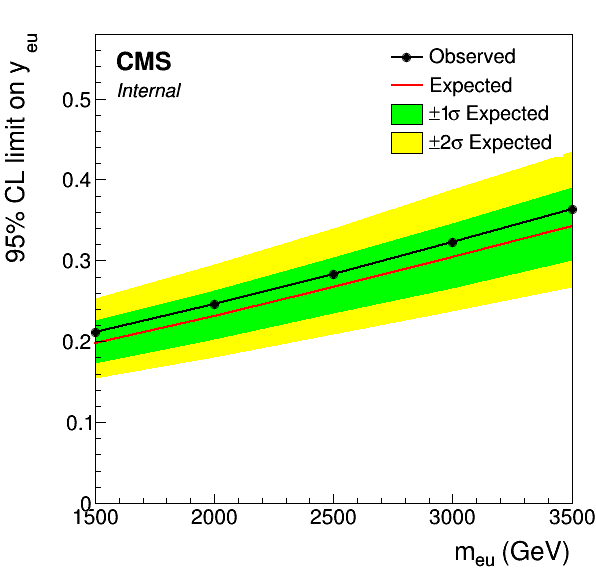 CMS
Internal
Observed
Expected
±1σ Expected
±2σ Expected
95% CL limit on y eu
0.5
0.4
0.3
0.2
0.1
0
1500 2000 2500 3000 3500
meu (GeV)